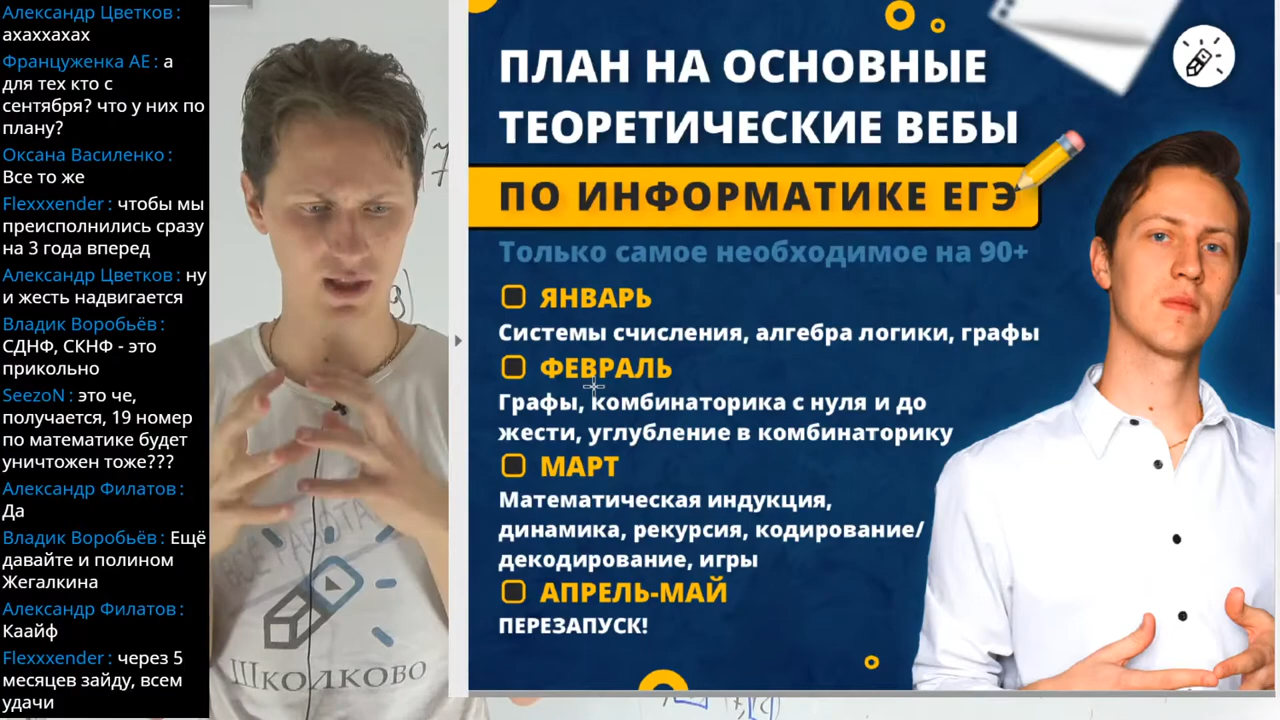 Александр Цветков :
ахаххахах
Француженка АЕ : а
для тех кто с
сентября? что у них по
плану?
Оксана Василенко :
Все то же
Flexxxender : чтобы мы
преисполнились сразу
на 3 года вперед
Александр Цветков : ну
и жесть надвигается
Владик Воробьёв :
СДНФ, СКНФ - это
прикольно
SeezoN : это че,
получается, 19 номер
по математике будет
уничтожен тоже???
Александр Филатов :
Да
Владик Воробьёв : Ещё
давайте и полином
Жегалкина
Александр Филатов :
Каайф
Flexxxender : через 5
месяцев зайду, всем
удачи
ВСЕ РАБОТА
Школково
ПЛАН НА ОСНОВНЫЕ
ТЕОРЕТИЧЕСКИЕ ВЕБЫ
ПО ИНФОРМАТИКЕ ЕГЭ
Только самое необходимое на 90+
ЯНВАРЬ
Системы счисления, алгебра логики, графы
ФЕВРАЛЬ
Графы, комбинаторика с нуля и до
жести, углубление в комбинаторику
МАРТ
Математическая индукция,
динамика, рекурсия, кодирование/
декодирование, игры
АПРЕЛЬ-МАЙ
ПЕРЕЗАПУСК!